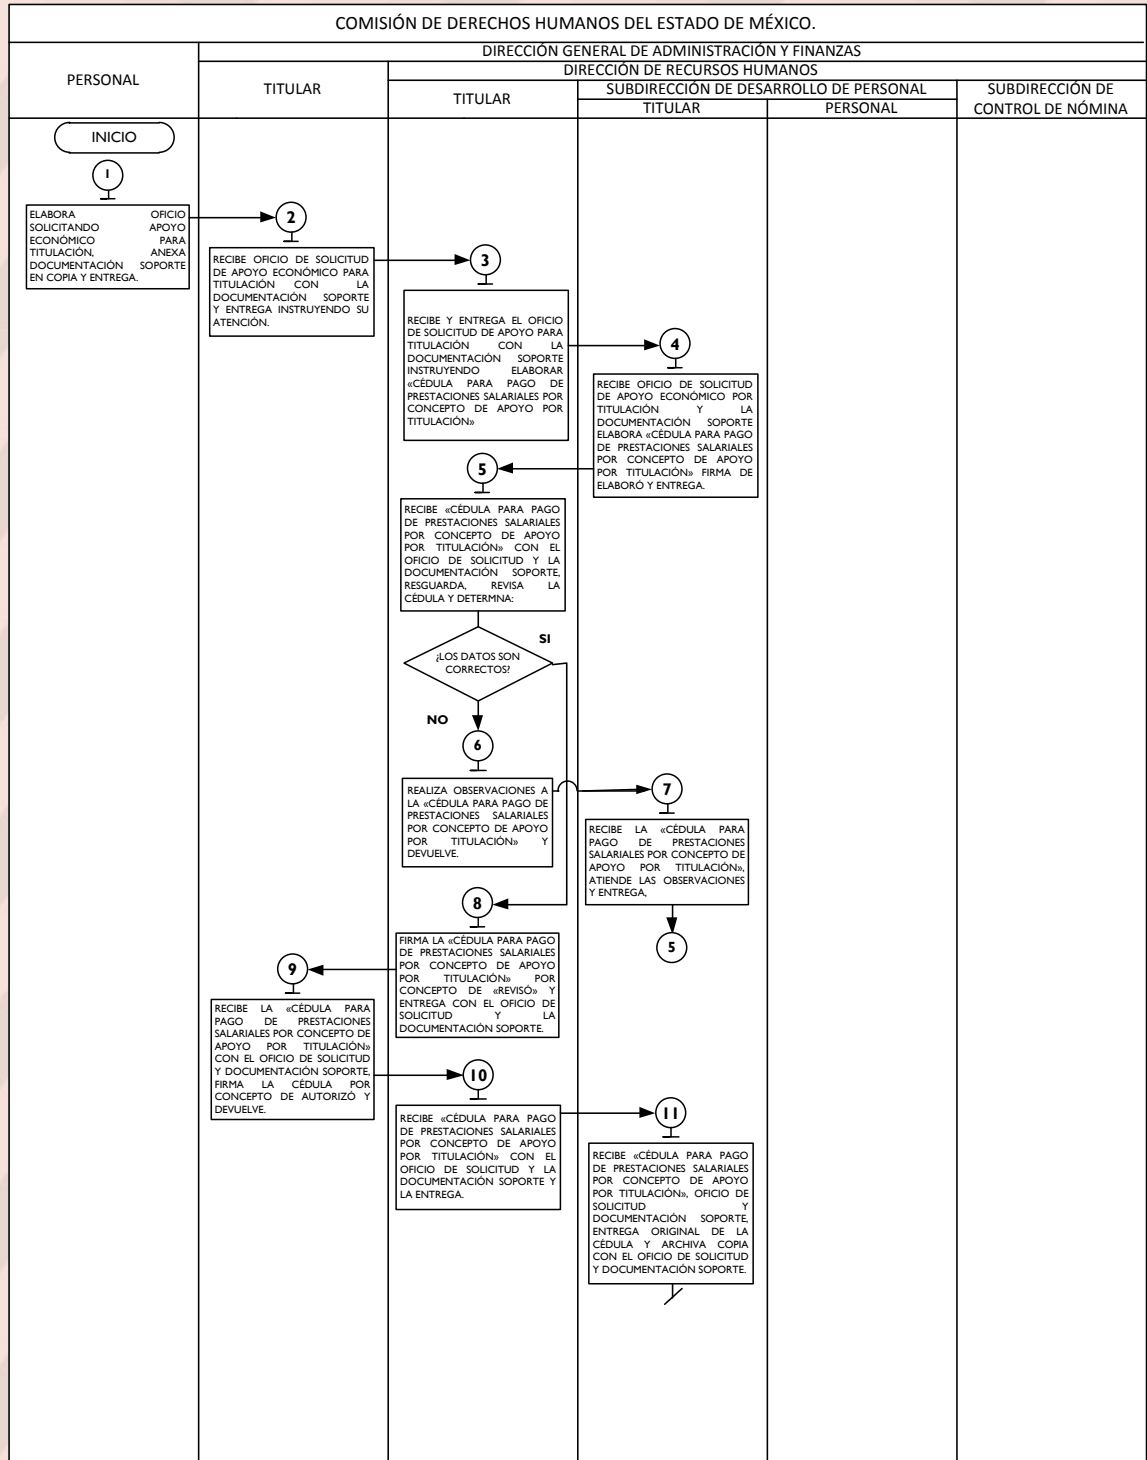 COMISIÓN DE DERECHOS HUMANOS DEL ESTADO DE MÉXICO.
PERSONAL
DIRECCIÓN GENERAL DE ADMINISTRACIÓN Y FINANZAS
TITULAR
DIRECCIÓN DE RECURSOS HUMANOS
TITULAR
SUBDIRECCIÓN DE DESARROLLO DE PERSONAL
TITULAR
PERSONAL
SUBDIRECCIÓN DE
CONTROL DE NÓMINA
INICIO
1
ELABORA OFICIO
SOLICITANDO APOYO
ECONÓMICO PARA
TITULACIÓN, ANEXA
DOCUMENTACIÓN SOPORTE
EN COPIA Y ENTREGA.
2
RECIBE OFICIO DE SOLICITUD
DE APOYO ECONÓMICO PARA
TITULACIÓN CON LA
DOCUMENTACIÓN SOPORTE
Y ENTREGA INSTRUYENDO SU
ATENCIÓN.
3
RECIBE Y ENTREGA EL OFICIO
DE SOLICITUD DE APOYO PARA
TITULACIÓN CON LA
DOCUMENTACIÓN SOPORTE
INSTRUYENDO ELABORAR
«CÉDULA PARA PAGO DE
PRESTACIONES SALARIALES POR
CONCEPTO DE APOYO POR
TITULACIÓN»
4
RECIBE OFICIO DE SOLICITUD
DE APOYO ECONÓMICO POR
TITULACIÓN Y LA
DOCUMENTACIÓN SOPORTE
ELABORA «CÉDULA PARA PAGO
DE PRESTACIONES SALARIALES
POR CONCEPTO DE APOYO
POR TITULACIÓN» FIRMA DE
ELABORÓ Y ENTREGA.
5
RECIBE «CÉDULA PARA PAGO
DE PRESTACIONES SALARIALES
POR CONCEPTO DE APOYO
POR TITULACIÓN» CON EL
OFICIO DE SOLICITUD Y LA
DOCUMENTACIÓN SOPORTE,
RESGUARDA, REVISA LA
CÉDULA Y DETERMNA:
SI
¿LOS DATOS SON
CORRECTOS?
NO
6
REALIZA OBSERVACIONES A
LA «CÉDULA PARA PAGO DE
PRESTACIONES SALARIALES
POR CONCEPTO DE APOYO
POR TITULACIÓN» Y
DEVUELVE.
7
RECIBE LA «CÉDULA PARA
PAGO DE PRESTACIONES
SALARIALES POR CONCEPTO DE
APOYO POR TITULACIÓN»,
ATIENDE LAS OBSERVACIONES
Y ENTREGA,
5
8
FIRMA LA «CÉDULA PARA PAGO
DE PRESTACIONES SALARIALES
POR CONCEPTO DE APOYO
POR TITULACIÓN» POR
CONCEPTO DE «REVISÓ» Y
ENTREGA CON EL OFICIO DE
SOLICITUD Y LA
DOCUMENTACIÓN SOPORTE.
9
RECIBE LA «CÉDULA PARA
PAGO DE PRESTACIONES
SALARIALES POR CONCEPTO DE
APOYO POR TITULACIÓN»
CON EL OFICIO DE SOLICITUD
Y DOCUMENTACIÓN SOPORTE,
FIRMA LA CÉDULA POR
CONCEPTO DE AUTORIZÓ Y
DEVUELVE.
10
RECIBE «CÉDULA PARA PAGO
DE PRESTACIONES SALARIALES
POR CONCEPTO DE APOYO
POR TITULACIÓN» CON EL
OFICIO DE SOLICITUD Y LA
DOCUMENTACIÓN SOPORTE Y
LA ENTREGA.
11
RECIBE «CÉDULA PARA PAGO
DE PRESTACIONES SALARIALES
POR CONCEPTO DE APOYO
POR TITULACIÓN», OFICIO DE
SOLICITUD Y
DOCUMENTACIÓN SOPORTE,
ENTREGA ORIGINAL DE LA
CÉDULA Y ARCHIVA COPIA
CON EL OFICIO DE SOLICITUD
Y DOCUMENTACIÓN SOPORTE.